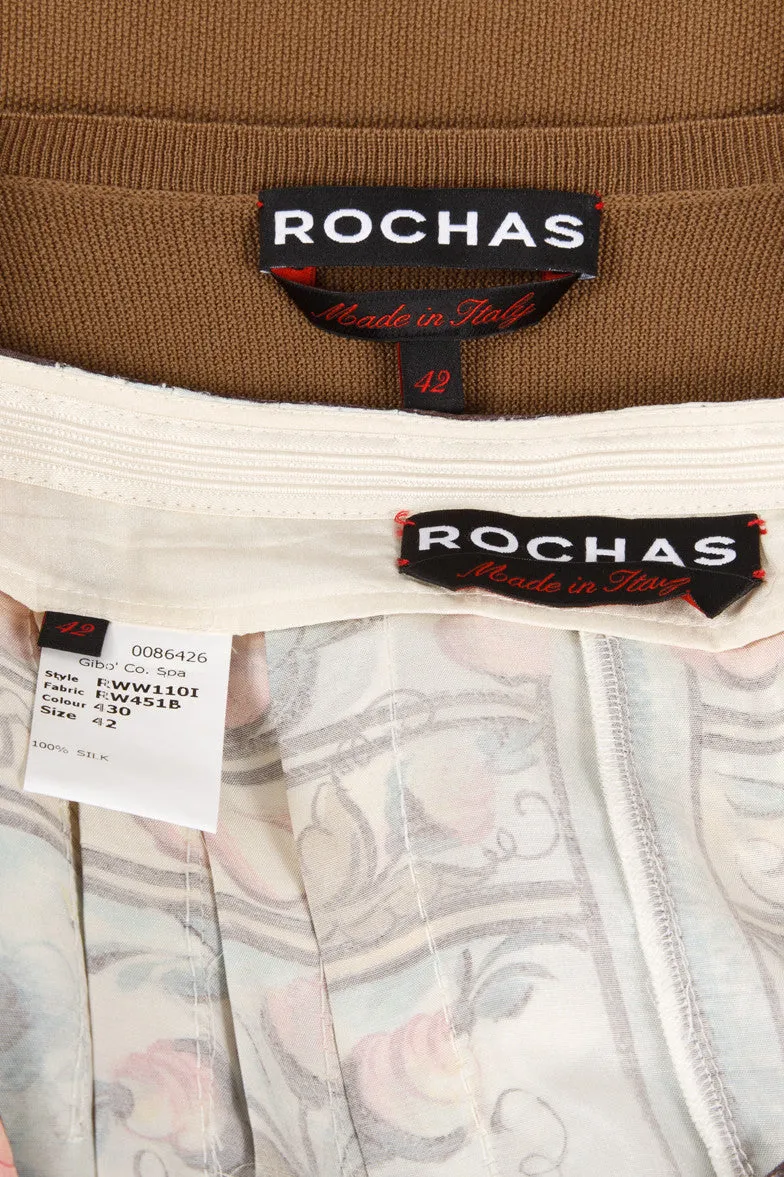 ROCHAS
Made in Italy
42
ROCHAS
Made in Italy
42
0086426
Gibo' Co. Spa
Style RWW110I
Fabric RW451B
Colour 430
Size 42
100% SILK